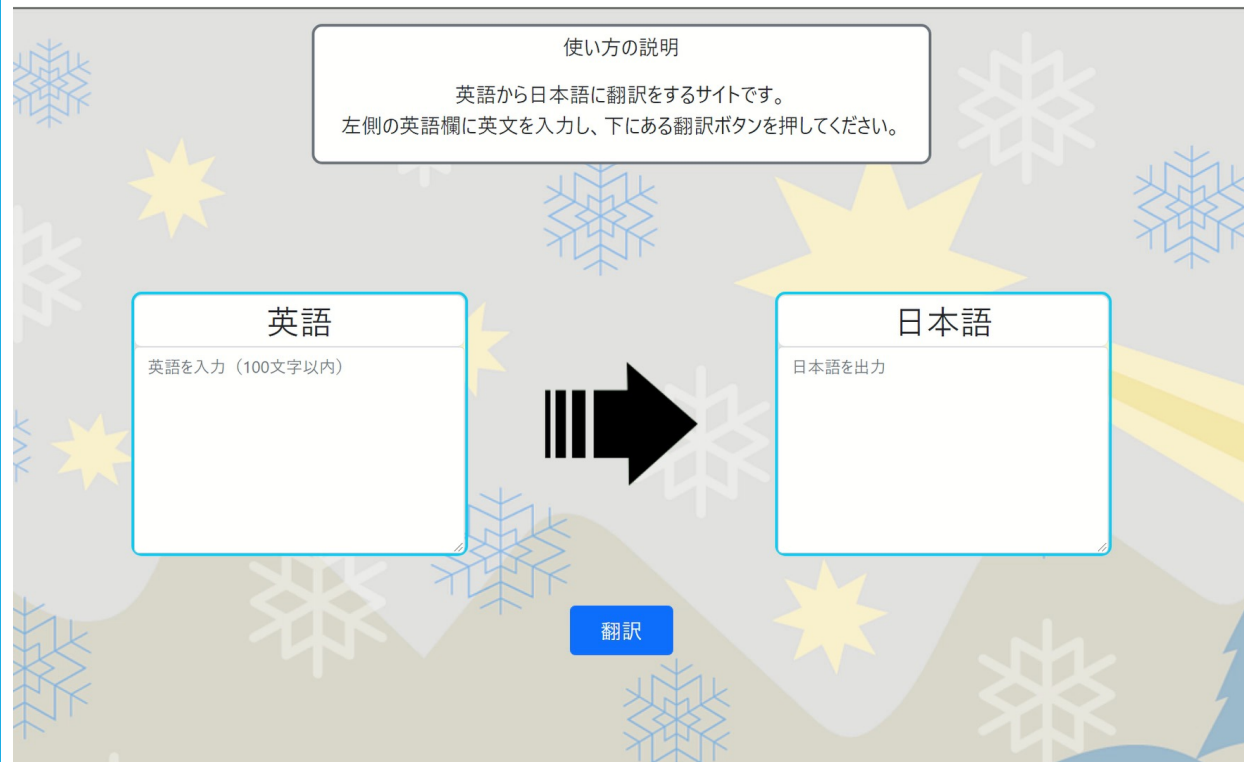 使い方の説明
英語から日本語に翻訳をするサイトです。
左側の英語欄に英文を入力し、下にある翻訳ボタンを押してください。
英語
英語を入力（100文字以内）
日本語
日本語を出力
翻訳